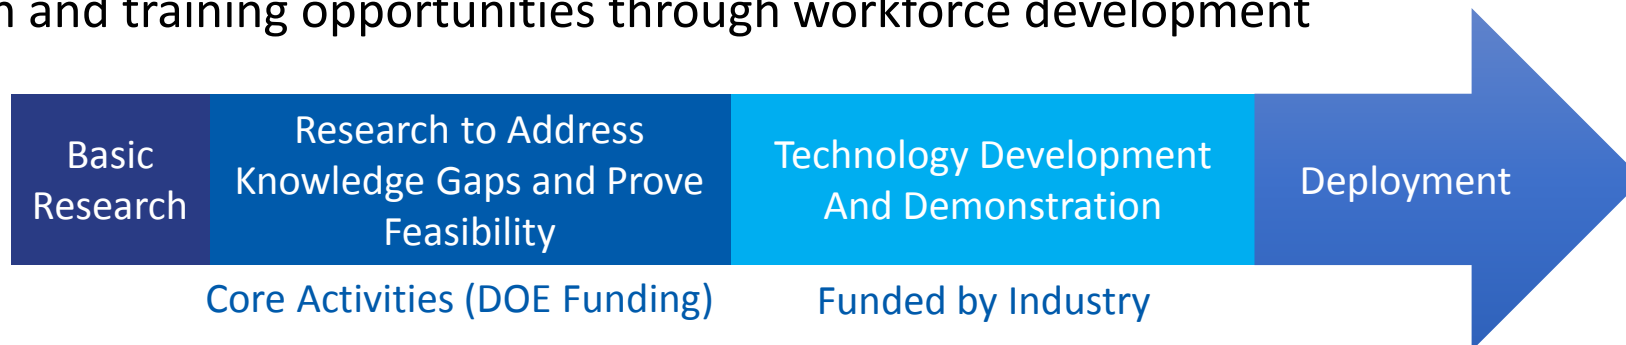 and training opportunities through workforce development
Basic
Research
Research to Address
Knowledge Gaps and Prove
Feasibility
Technology Development
And Demonstration
Deployment
Core Activities (DOE Funding)
Funded by Industry